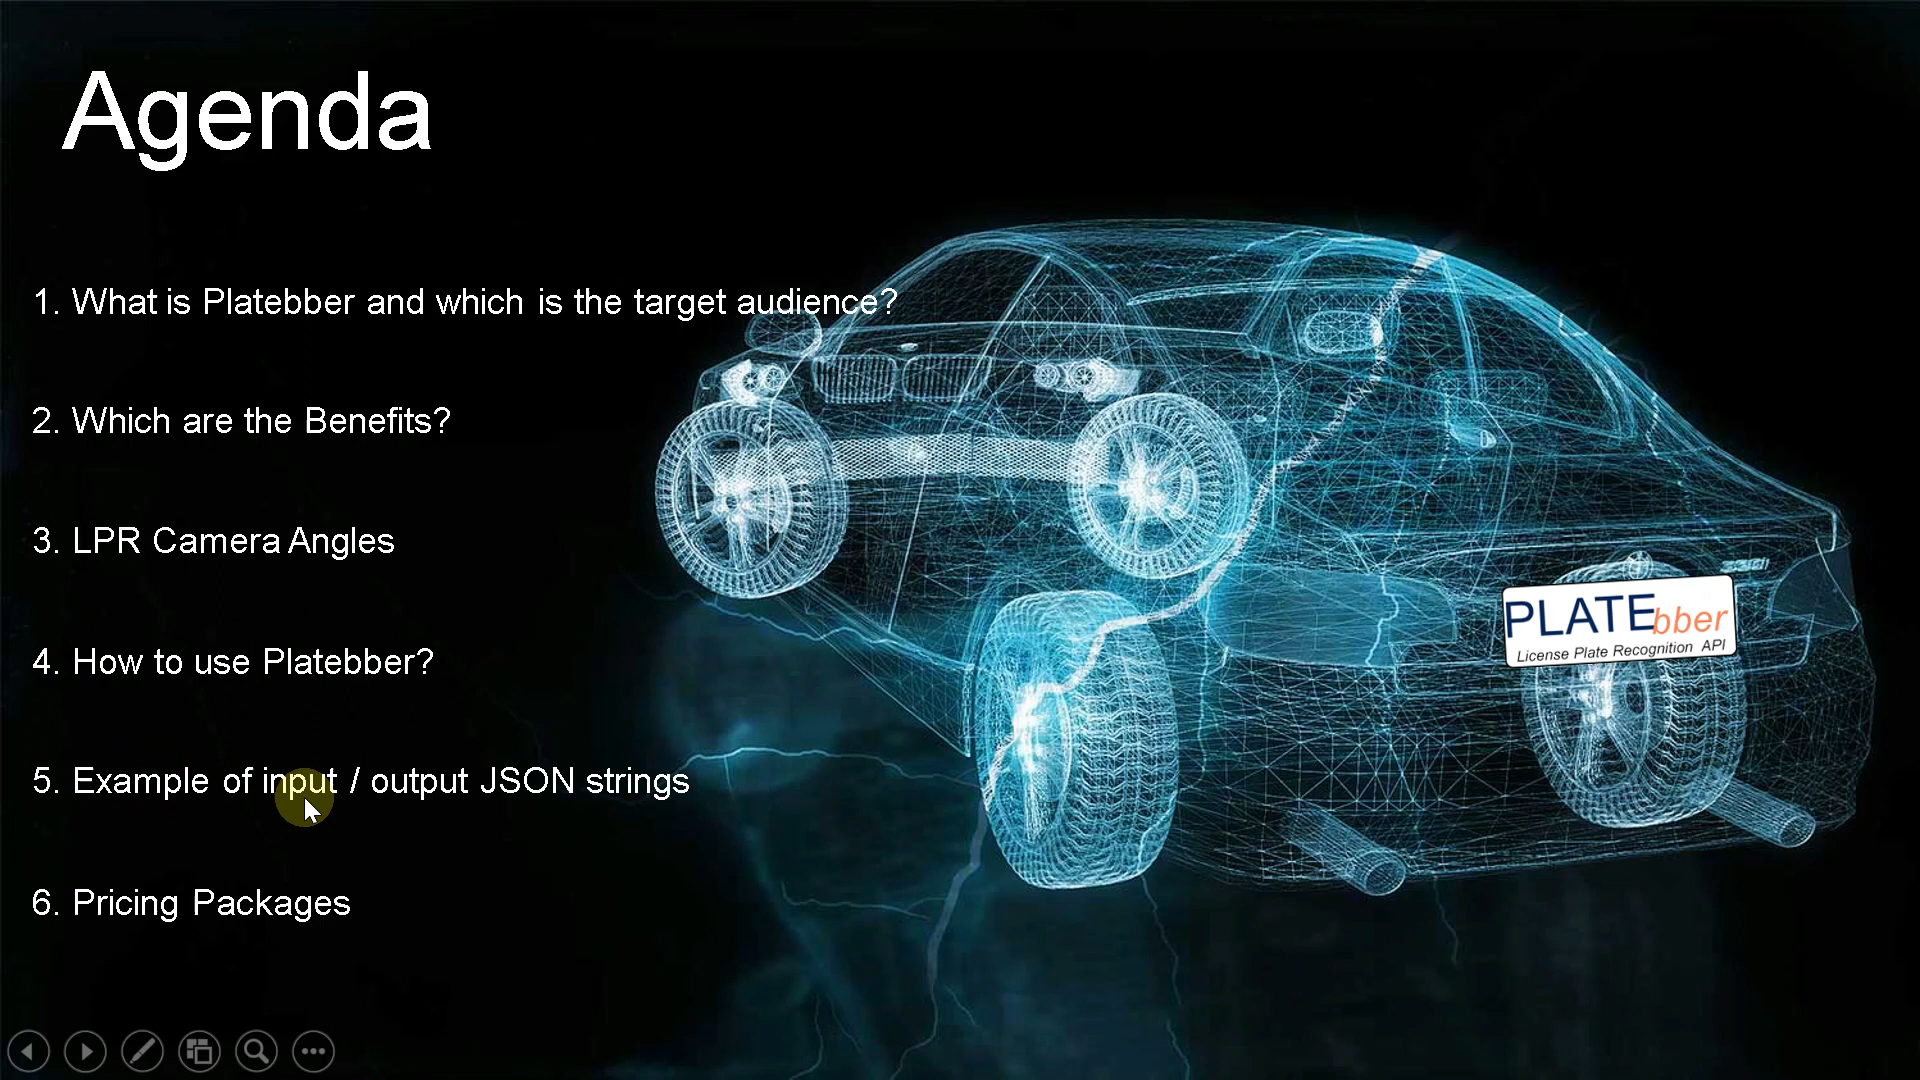 Agenda
1. What is Platebber and which is the target audience?
2. Which are the Benefits?
3. LPR Camera Angles
4. How to use Platebber?
5. Example of input / output JSON strings
6. Pricing Packages
PLATEbber
License Plate Recognition API